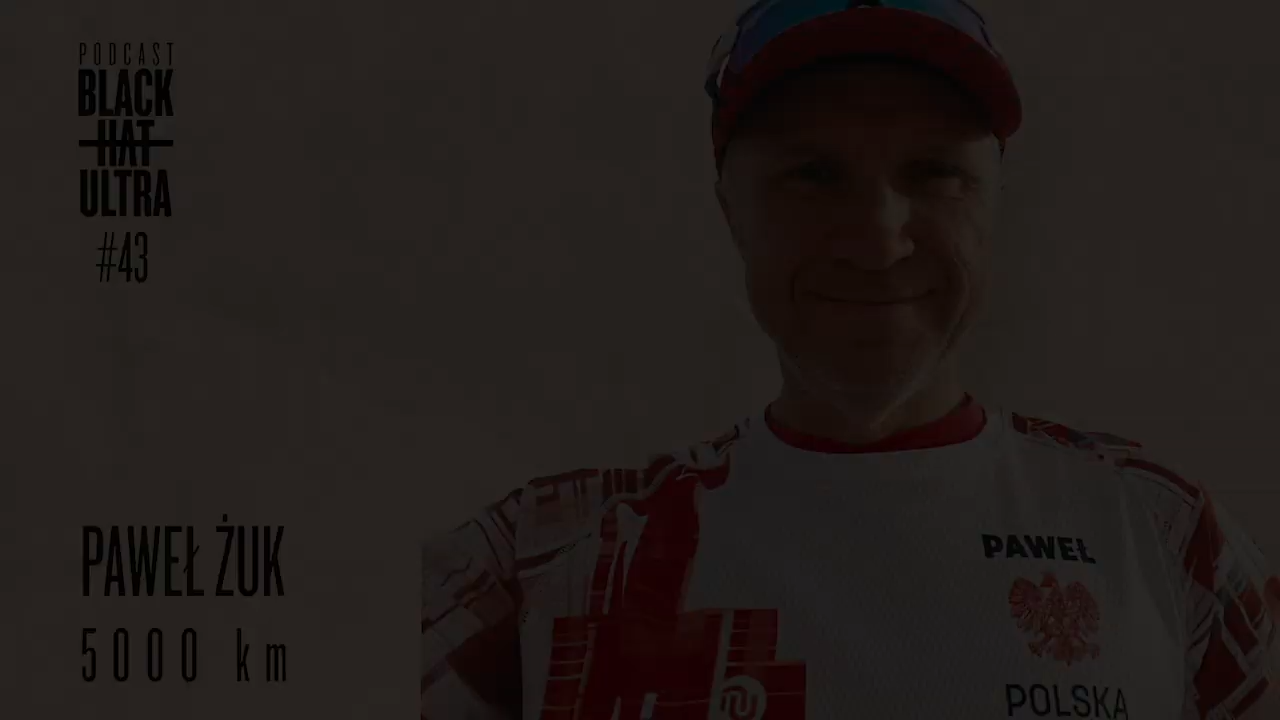 PODCAST
BLACK
HAT
ULTRA
#43
PAWEŁ ŻUK
5000 km
PAWEŁ
POLSKA